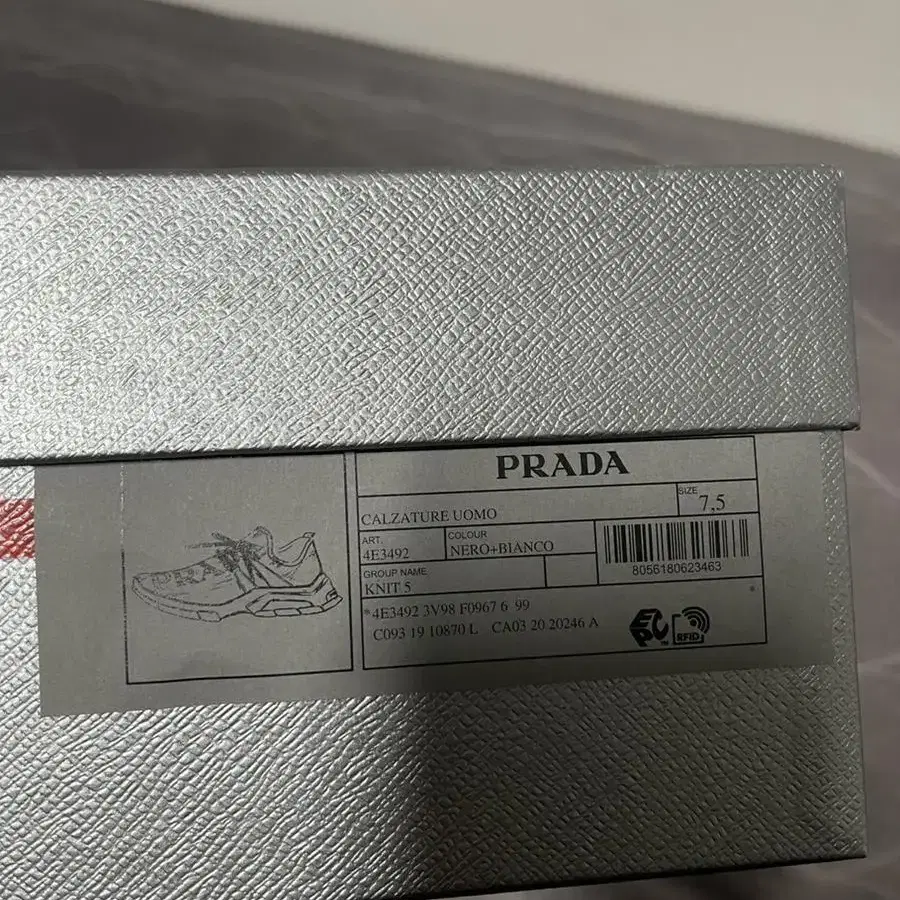 PRADA
CALZATURE UOMO
SIZE
7,5
ART.
4E3492
COLOUR
NERO+BIANCO
GROUP NAME
KNIT 5
8056180623463
*4E3492 3V98 F0967 6 99
C093 19 10870 L CA03 20 20246 A
EPC™
RFID